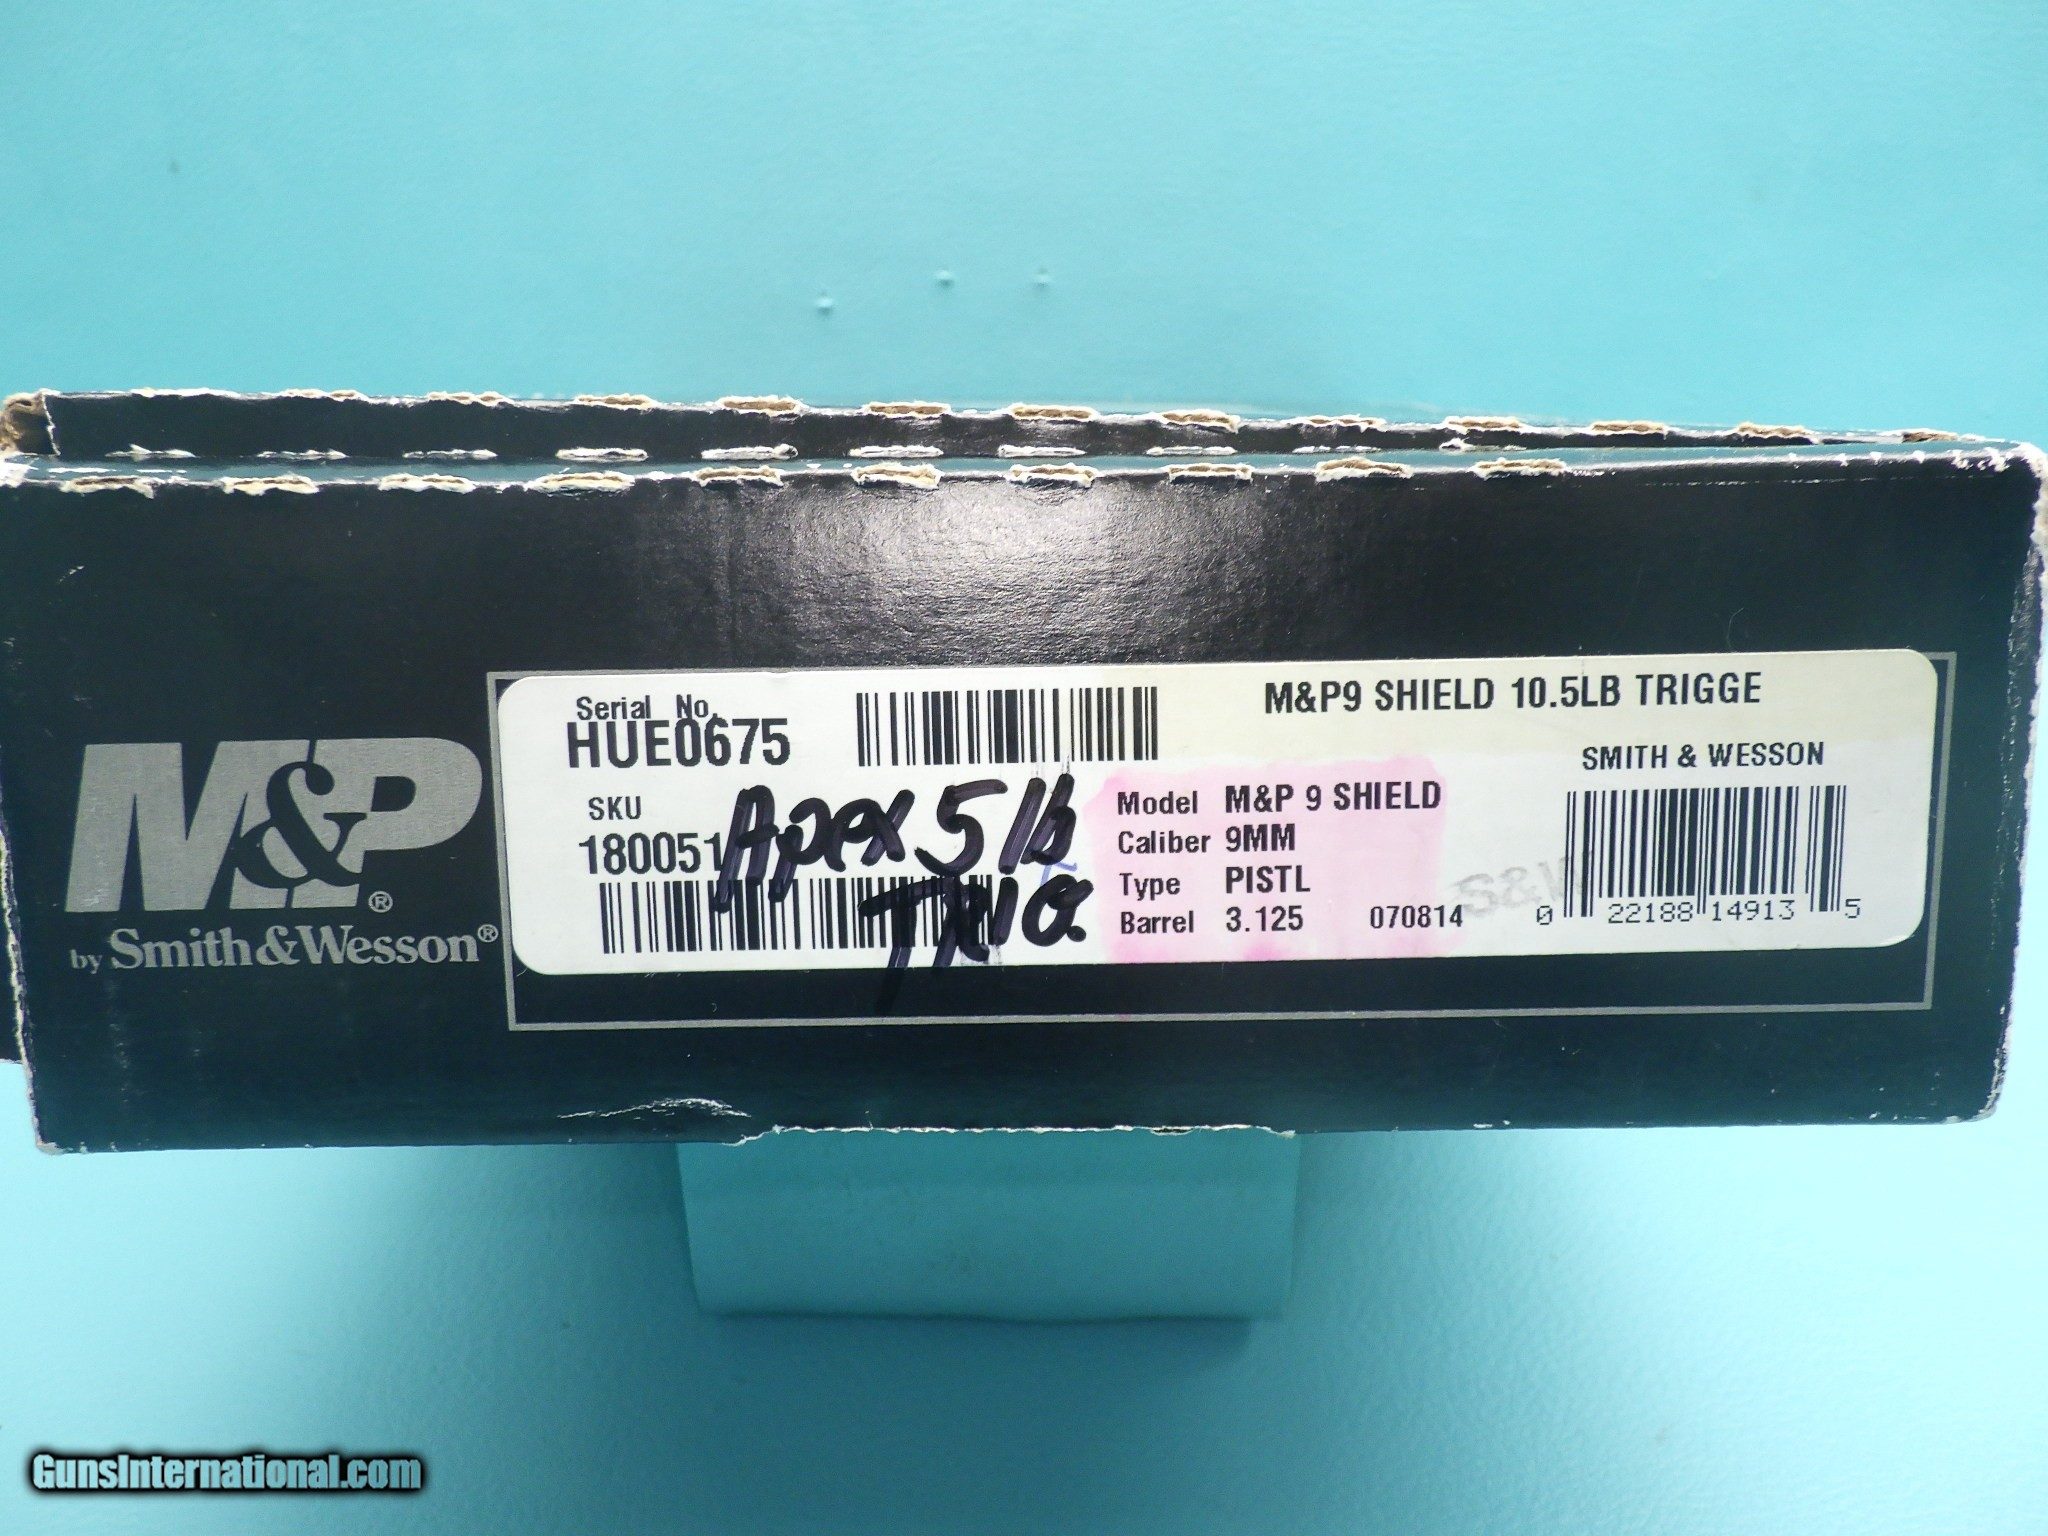 M&P®
by Smith&Wesson®
Serial No.
HUE0675
M&P9 SHIELD 10.5LB TRIGGE
SMITH & WESSON
SKU
180051
Apex 5 lb
Trig.
Model M&P 9 SHIELD
Caliber 9MM
Type PISTL
Barrel 3.125
070814
S&W
0 22188 14913 5
GunsInternational.com